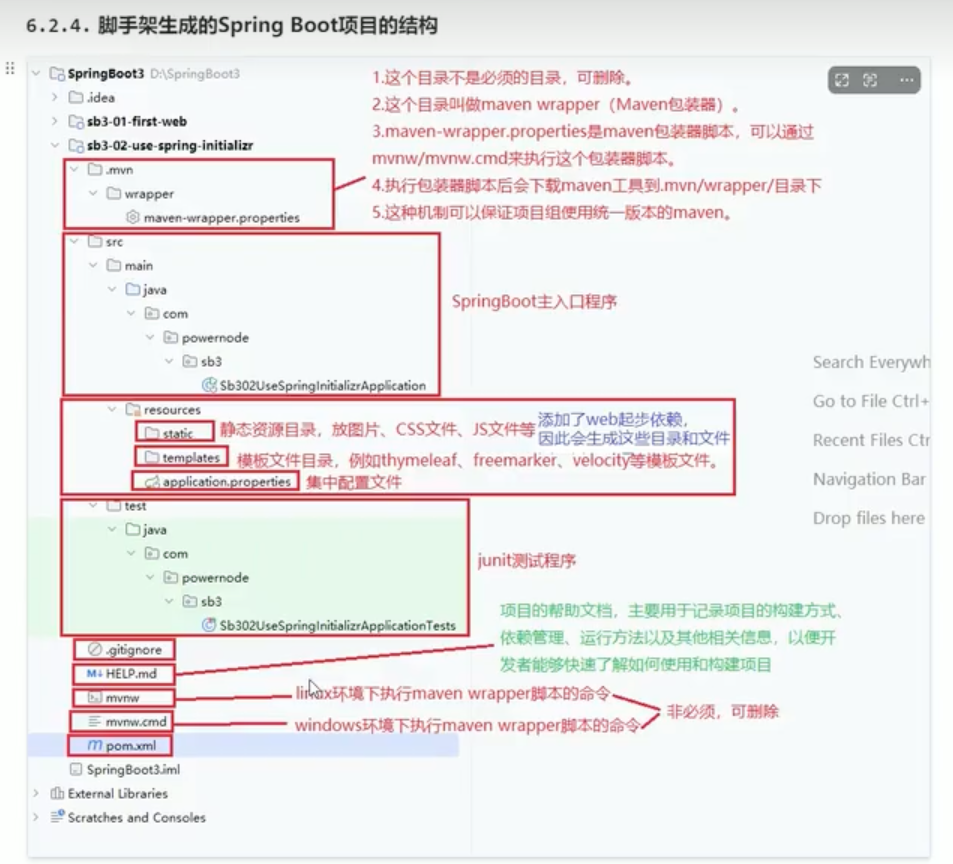 6.2.4. 脚手架生成的Spring Boot项目的结构
SpringBoot3 D:\SpringBoot3
.idea
sb3-01-first-web
sb3-02-use-spring-initializr
.mvn
wrapper
maven-wrapper.properties
1.这个目录不是必须的目录，可删除。
2.这个目录叫做maven wrapper（Maven包装器）。
3.maven-wrapper.properties是maven包装器脚本，可以通过
mvnw/mvnw.cmd来执行这个包装器脚本。
4.执行包装器脚本后会下载maven工具到.mvn/wrapper/目录下
5.这种机制可以保证项目组使用统一版本的maven。
src
main
java
com
powernode
sb3
Sb302UseSpringInitializrApplication
SpringBoot主入口程序
resources
static
静态资源目录，放图片、CSS文件、JS文件等
添加了web起步依赖，
因此会生成这些目录和文件
templates
模板文件目录，例如thymeleaf、freemarker、velocity等模板文件。
application.properties
集中配置文件
test
java
com
powernode
sb3
Sb302UseSpringInitializrApplicationTests
junit测试程序
.gitignore
HELP.md
项目的帮助文档，主要用于记录项目的构建方式、
依赖管理、运行方法以及其他相关信息，以便开
发者能够快速了解如何使用和构建项目
mvnw
linux环境下执行maven wrapper脚本的命令
mvnw.cmd
windows环境下执行maven wrapper脚本的命令
非必须，可删除
pom.xml
SpringBoot3.iml
External Libraries
Scratches and Consoles
Search Everywh
Go to File Ctrl+
Recent Files Ctr
Navigation Bar
Drop files here